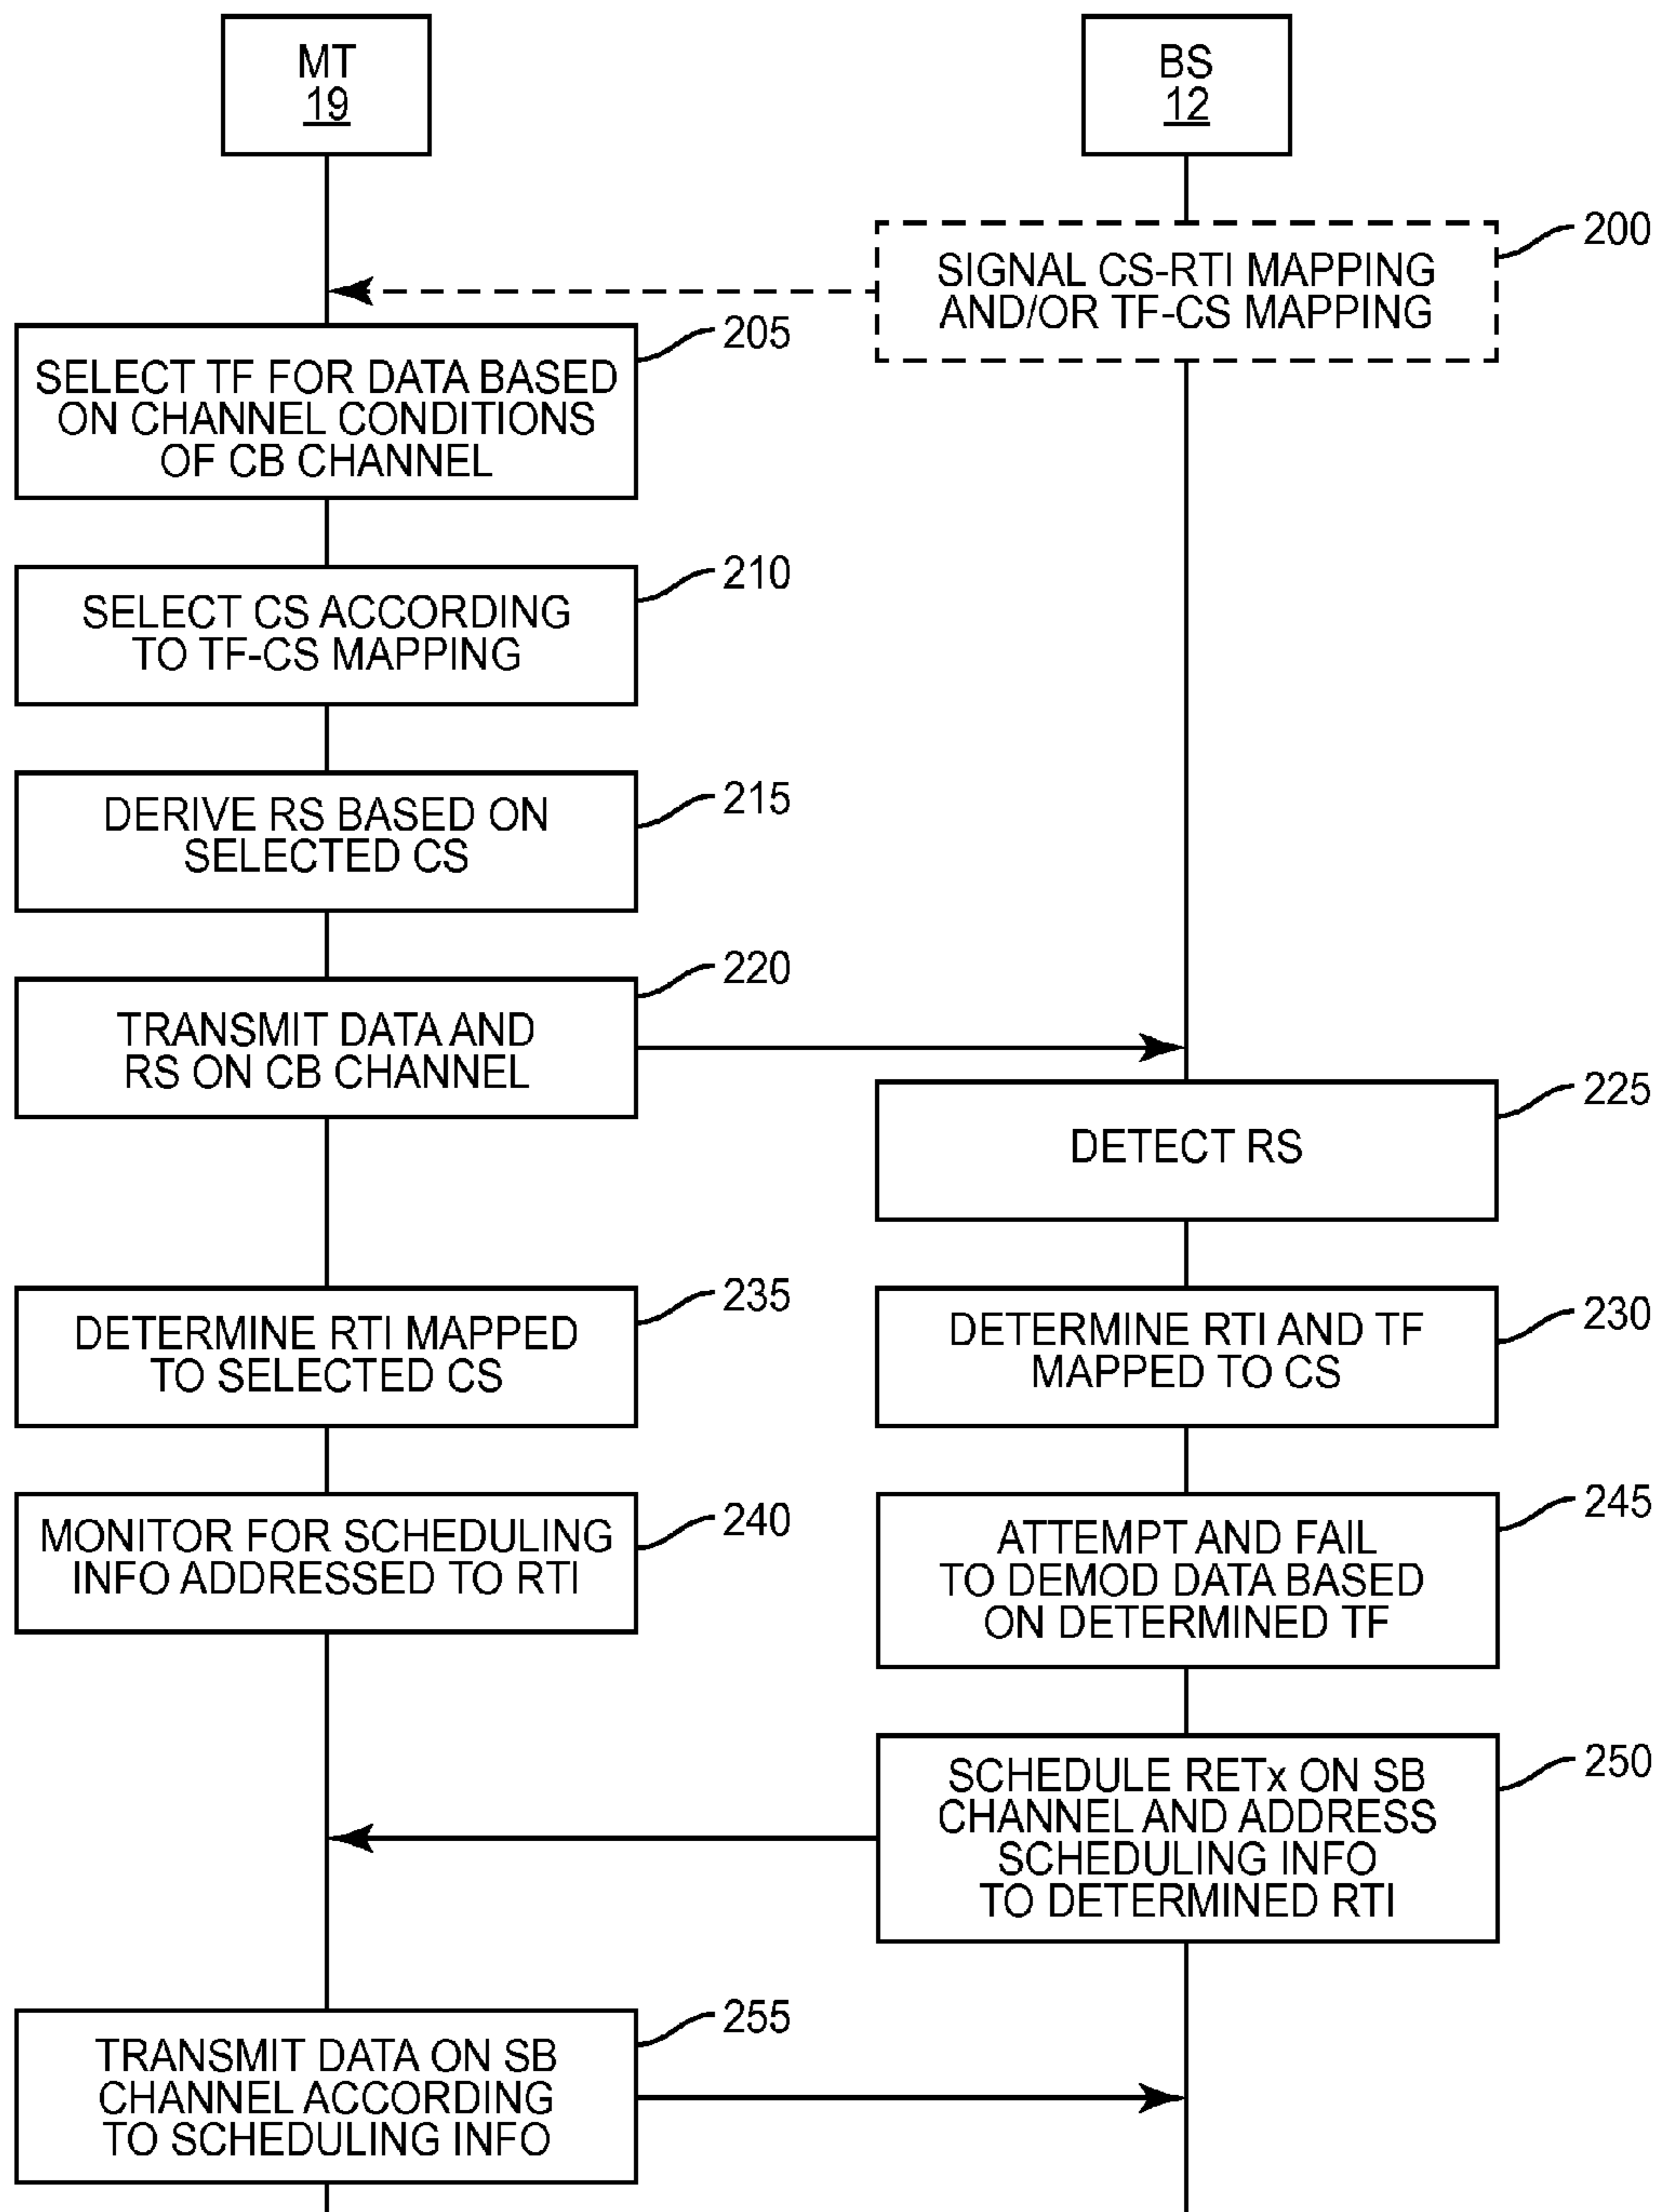 MT
19
BS
12
200
SIGNAL CS-RTI MAPPING
AND/OR TF-CS MAPPING
205
SELECT TF FOR DATA BASED
ON CHANNEL CONDITIONS
OF CB CHANNEL
210
SELECT CS ACCORDING
TO TF-CS MAPPING
215
DERIVE RS BASED ON
SELECTED CS
220
TRANSMIT DATA AND
RS ON CB CHANNEL
225
DETECT RS
235
DETERMINE RTI MAPPED
TO SELECTED CS
230
DETERMINE RTI AND TF
MAPPED TO CS
240
MONITOR FOR SCHEDULING
INFO ADDRESSED TO RTI
245
ATTEMPT AND FAIL
TO DEMOD DATA BASED
ON DETERMINED TF
250
SCHEDULE RETx ON SB
CHANNEL AND ADDRESS
SCHEDULING INFO
TO DETERMINED RTI
255
TRANSMIT DATA ON SB
CHANNEL ACCORDING
TO SCHEDULING INFO